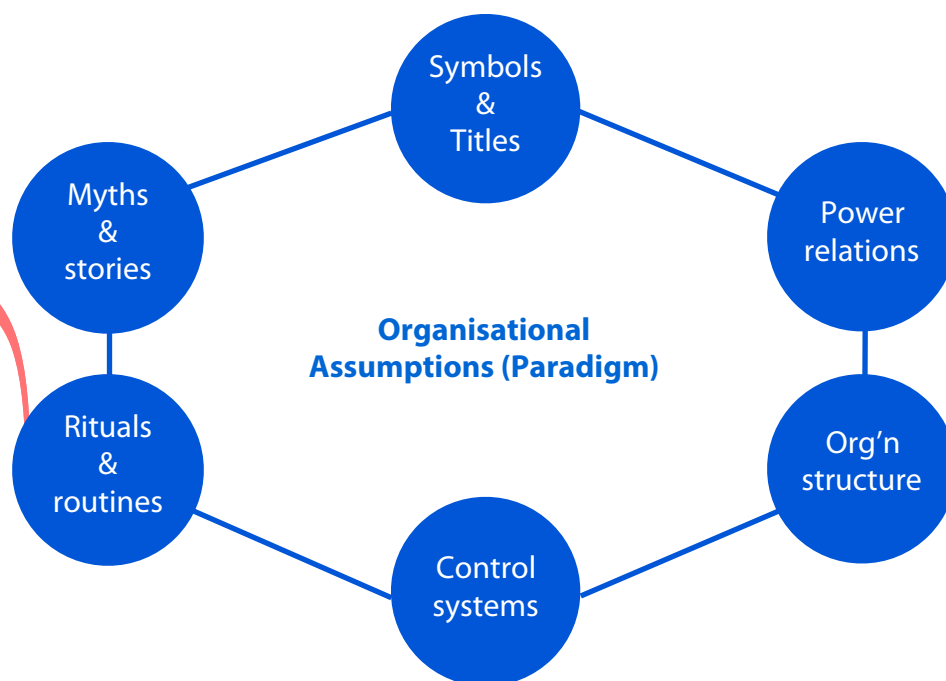 Symbols
&
Titles
Myths
&
stories
Power
relations
Organisational
Assumptions (Paradigm)
Rituals
&
routines
Org’n
structure
Control
systems